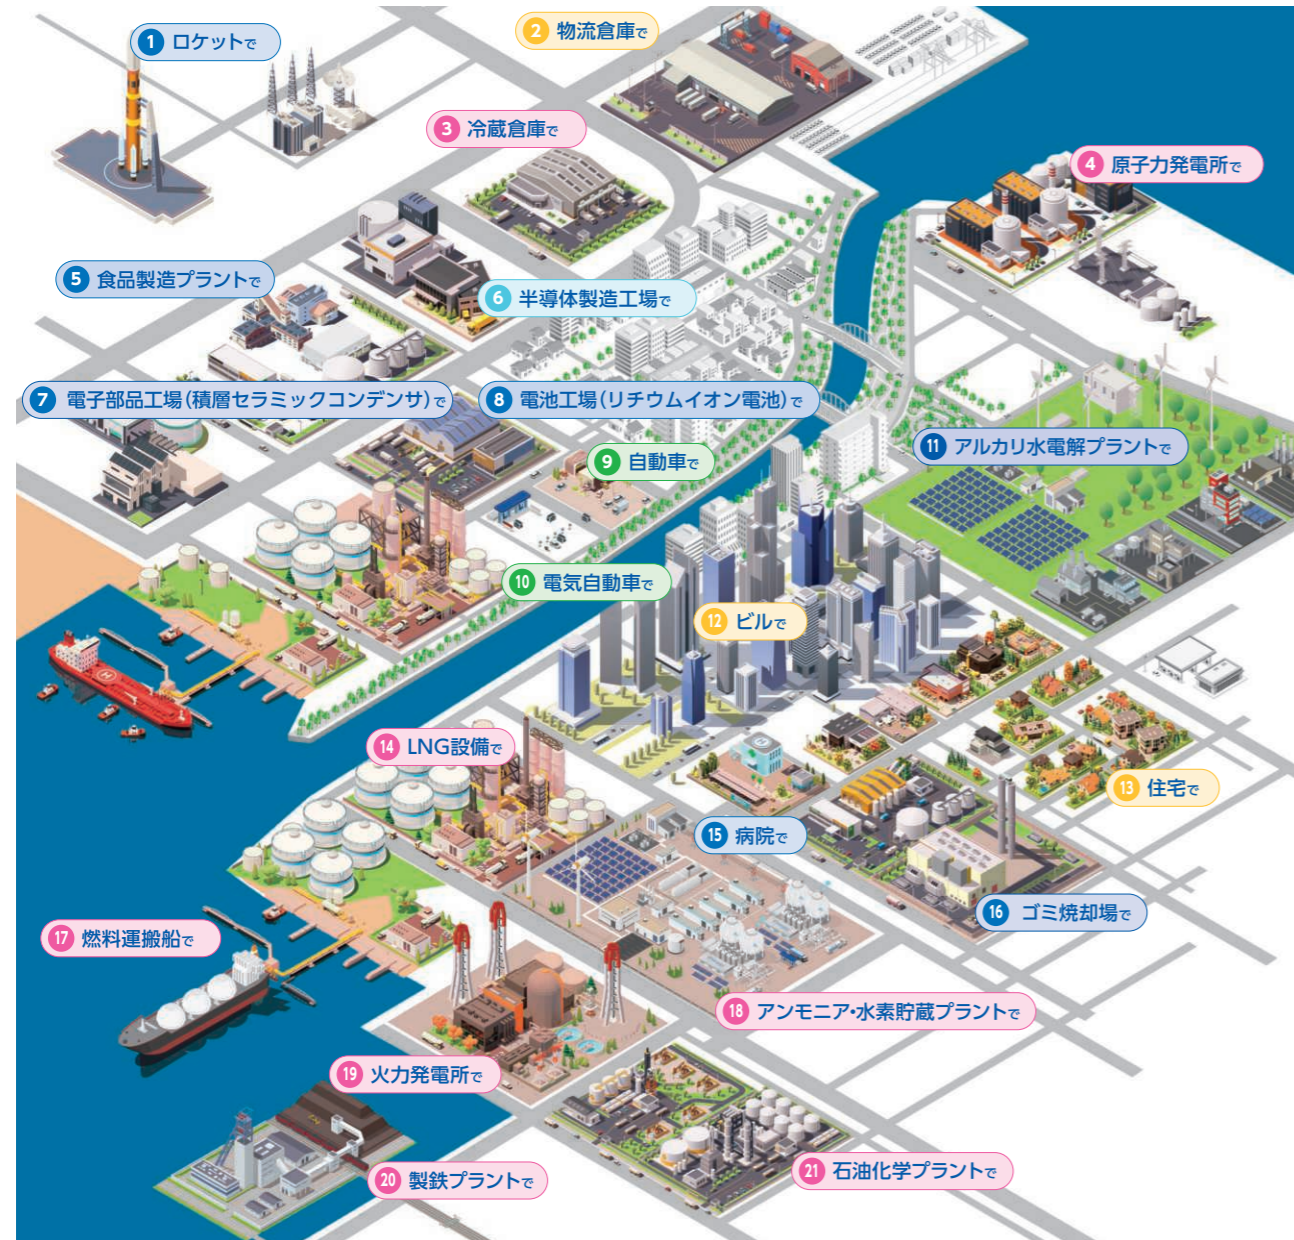 1 ロケットで
2 物流倉庫で
3 冷蔵倉庫で
4 原子力発電所で
5 食品製造プラントで
6 半導体製造工場で
7 電子部品工場(積層セラミックコンデンサ)で
8 電池工場(リチウムイオン電池)で
9 自動車で
10 電気自動車で
11 アルカリ水電解プラントで
12 ビルで
13 住宅で
14 LNG設備で
15 病院で
16 ゴミ焼却場で
17 燃料運搬船で
18 アンモニア・水素貯蔵プラントで
19 火力発電所で
20 製鉄プラントで
21 石油化学プラントで